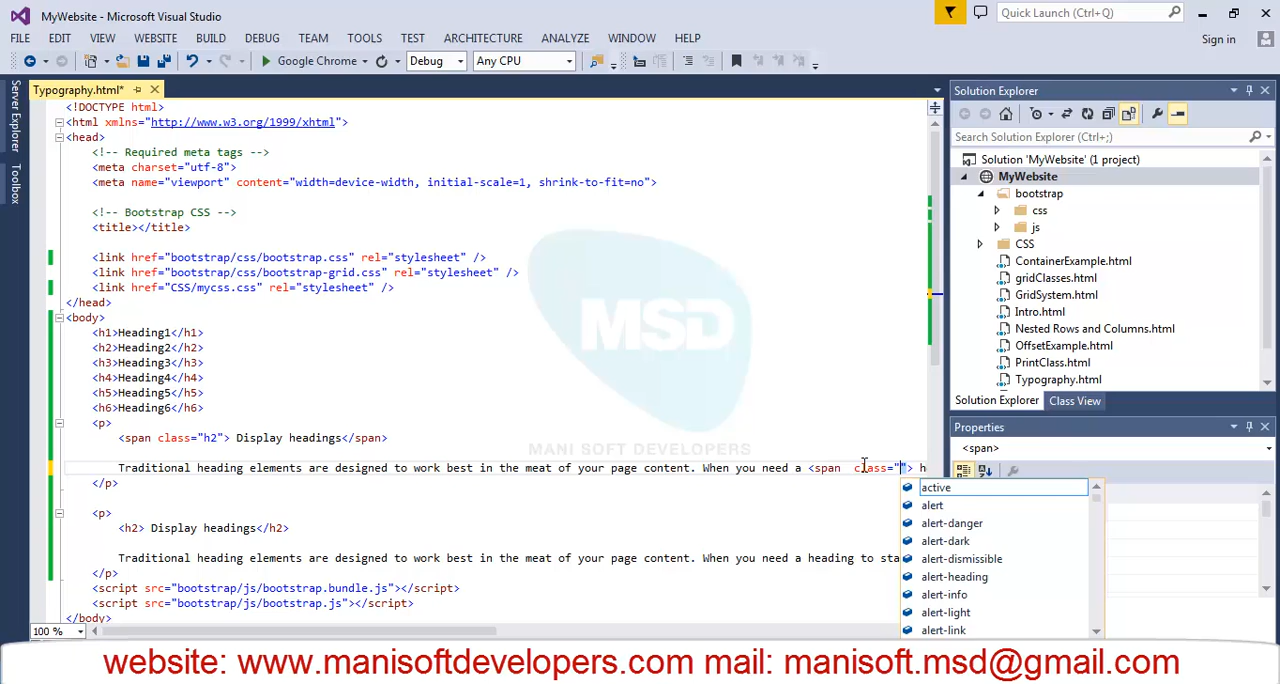 MyWebsite - Microsoft Visual Studio
Quick Launch (Ctrl+Q)
FILE EDIT VIEW WEBSITE BUILD DEBUG TEAM TOOLS TEST ARCHITECTURE ANALYZE WINDOW HELP
Sign in
Google Chrome Debug Any CPU
Server Explorer
Toolbox
Typography.html*
<!DOCTYPE html>
<html xmlns="http://www.w3.org/1999/xhtml">
<head>
<!-- Required meta tags -->
<meta charset="utf-8">
<meta name="viewport" content="width=device-width, initial-scale=1, shrink-to-fit=no">
<!-- Bootstrap CSS -->
<title></title>
<link href="bootstrap/css/bootstrap.css" rel="stylesheet" />
<link href="bootstrap/css/bootstrap-grid.css" rel="stylesheet" />
<link href="CSS/mycss.css" rel="stylesheet" />
</head>
<body>
<h1>Heading1</h1>
<h2>Heading2</h2>
<h3>Heading3</h3>
<h4>Heading4</h4>
<h5>Heading5</h5>
<h6>Heading6</h6>
<p>
<span class="h2"> Display headings</span>
Traditional heading elements are designed to work best in the meat of your page content. When you need a <span class=""> h
</p>
<p>
<h2> Display headings</h2>
Traditional heading elements are designed to work best in the meat of your page content. When you need a heading to sta
</p>
<script src="bootstrap/js/bootstrap.bundle.js"></script>
<script src="bootstrap/js/bootstrap.js"></script>
</body>
100 %
MSD
MANI SOFT DEVELOPERS
active
alert
alert-danger
alert-dark
alert-dismissible
alert-heading
alert-info
alert-light
alert-link
Solution Explorer
Search Solution Explorer (Ctrl+;)
Solution 'MyWebsite' (1 project)
MyWebsite
bootstrap
css
js
CSS
ContainerExample.html
gridClasses.html
GridSystem.html
Intro.html
Nested Rows and Columns.html
OffsetExample.html
PrintClass.html
Typography.html
Solution Explorer Class View
Properties
<span>
website: www.manisoftdevelopers.com mail: manisoft.msd@gmail.com